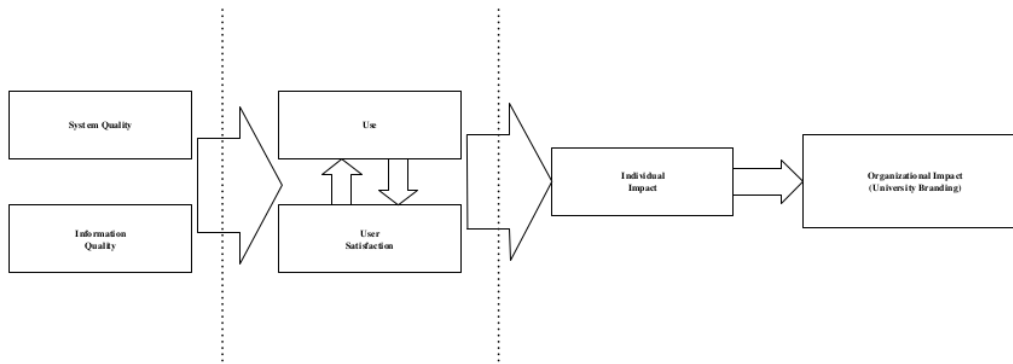 System Quality
Use
Information
Quality
User
Satisfaction
Individual
Impact
Organizational Impact
(University Branding)